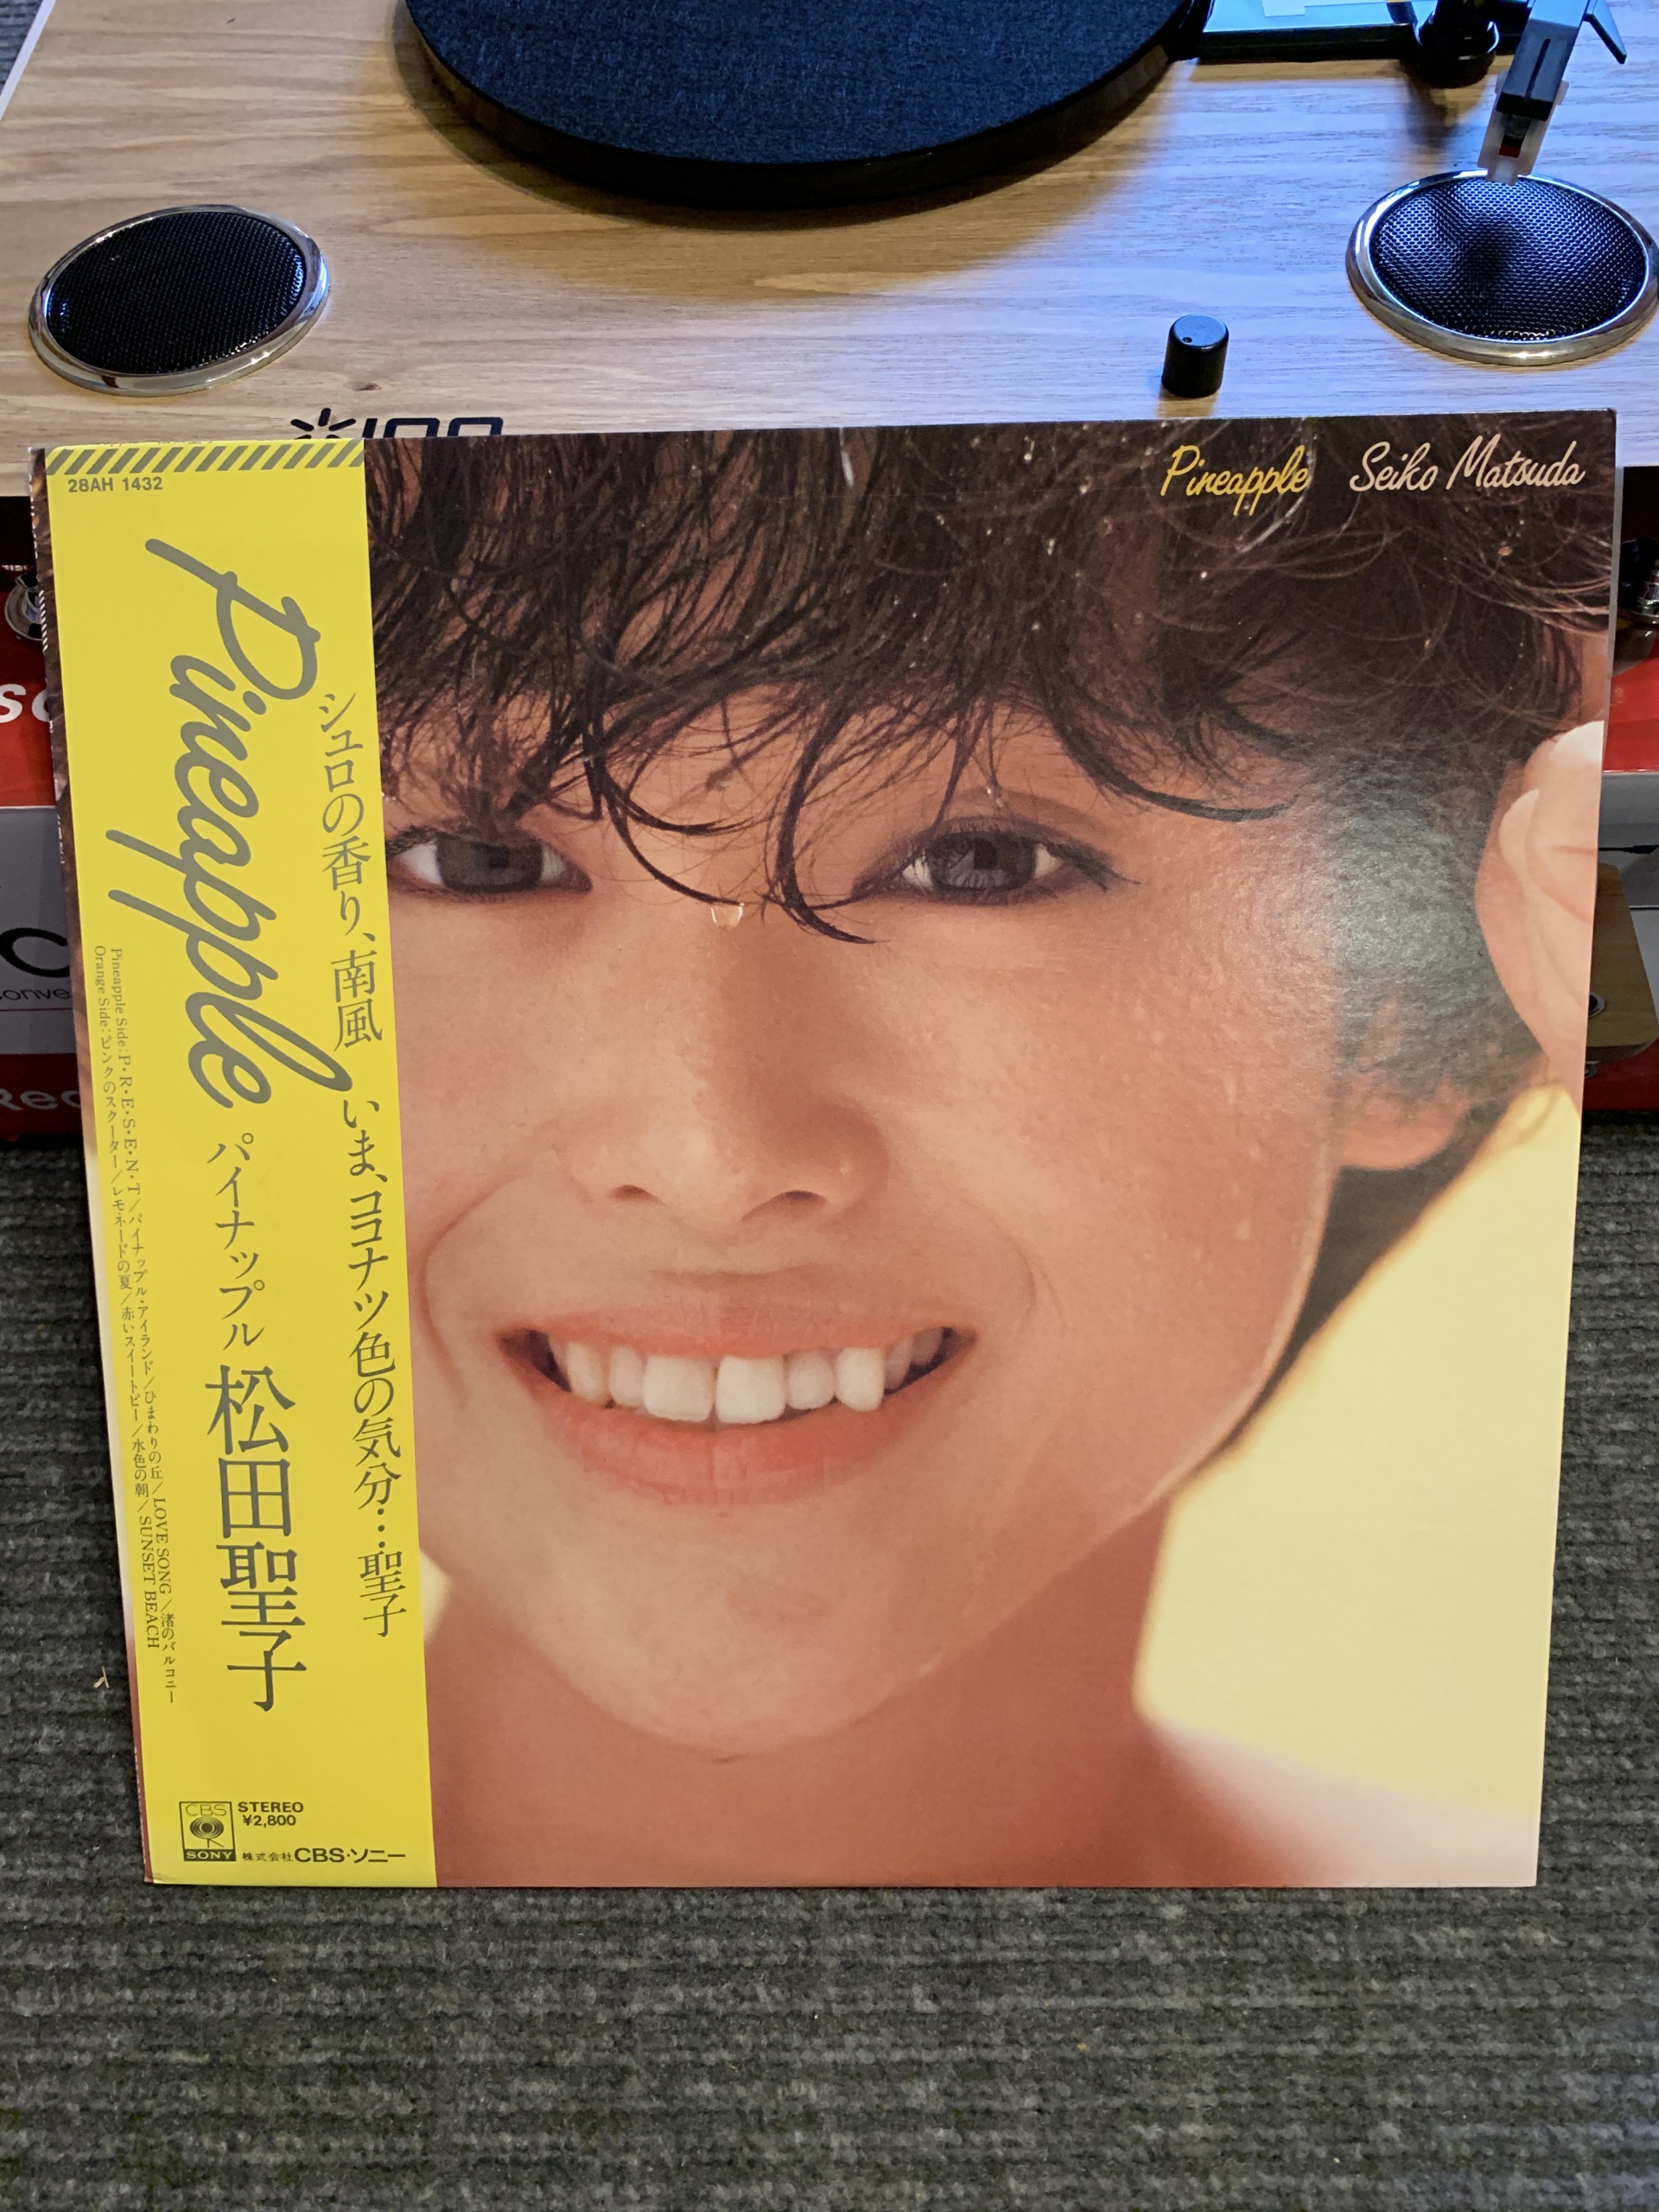 ION
28AH 1432
Pineapple Seiko Matsuda
シュロの香り、南風 いま、ココナツ色の気分…聖子
Pineapple パイナップル 松田聖子
Pineapple Side: P・R・E・S・E・N・T/パイナップル・アイランド/ひまわりの丘/LOVE SONG/渚のバルコニー
Orange Side: ピンクのスクーター/レモネードの夏/赤いスイートピー/水色の朝/SUNSET BEACH
CBS
SONY
STEREO
¥2,800
株式会社CBS・ソニー